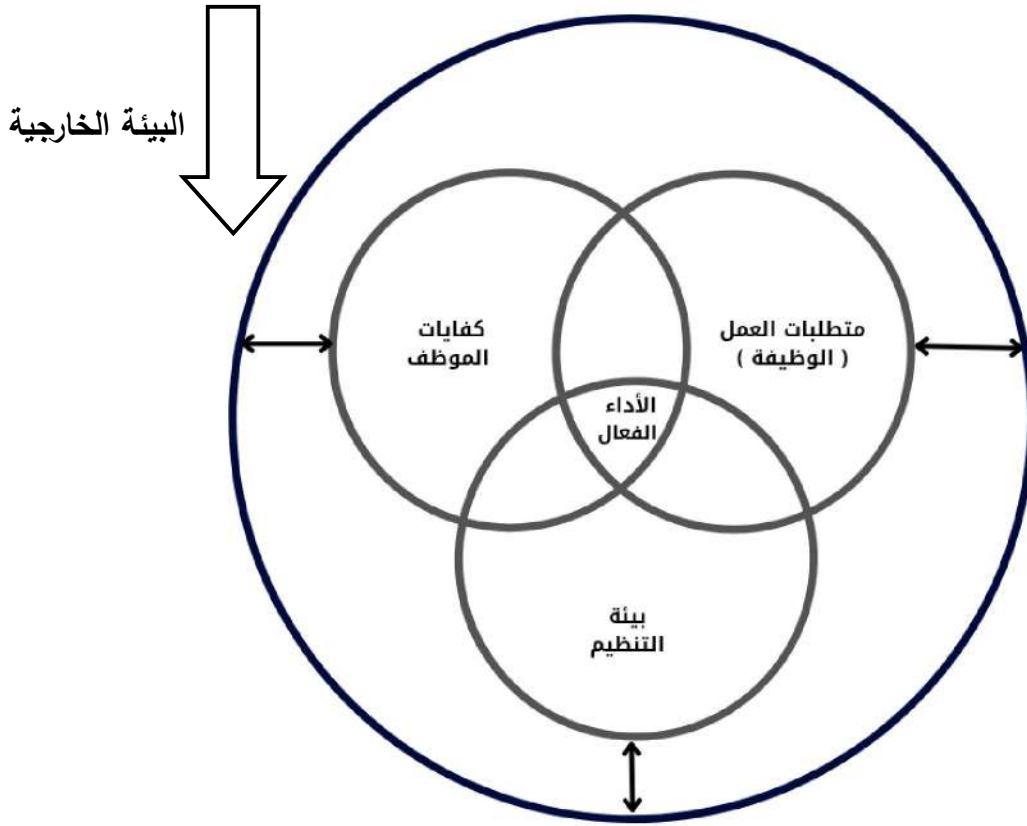 البيئة الخارجية
متطلبات العمل
( الوظيفة )
كفايات
الموظف
الأداء
الفعال
بيئة
التنظيم